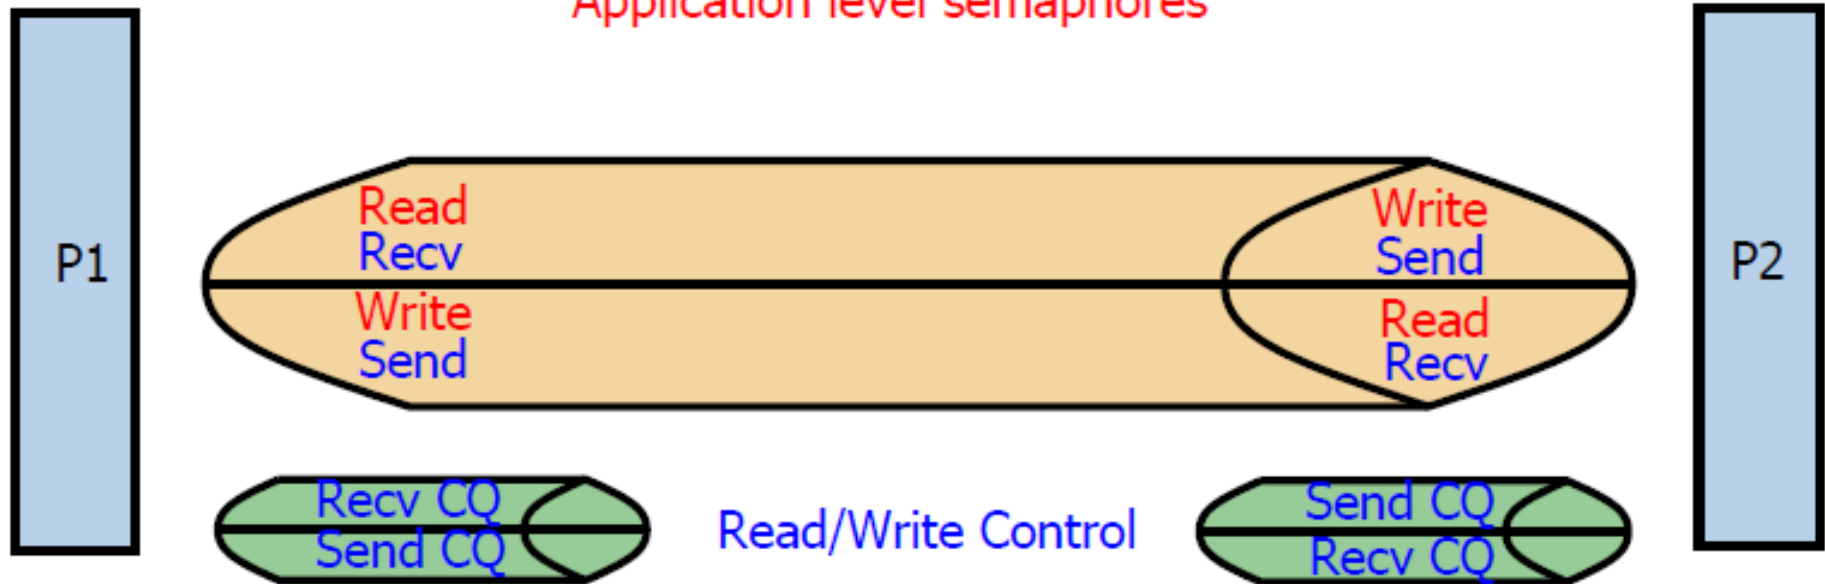 Application level semaphores
P1
Read
Recv
Write
Send
Write
Send
Read
Recv
P2
Recv CQ
Send CQ
Read/Write Control
Send CQ
Recv CQ